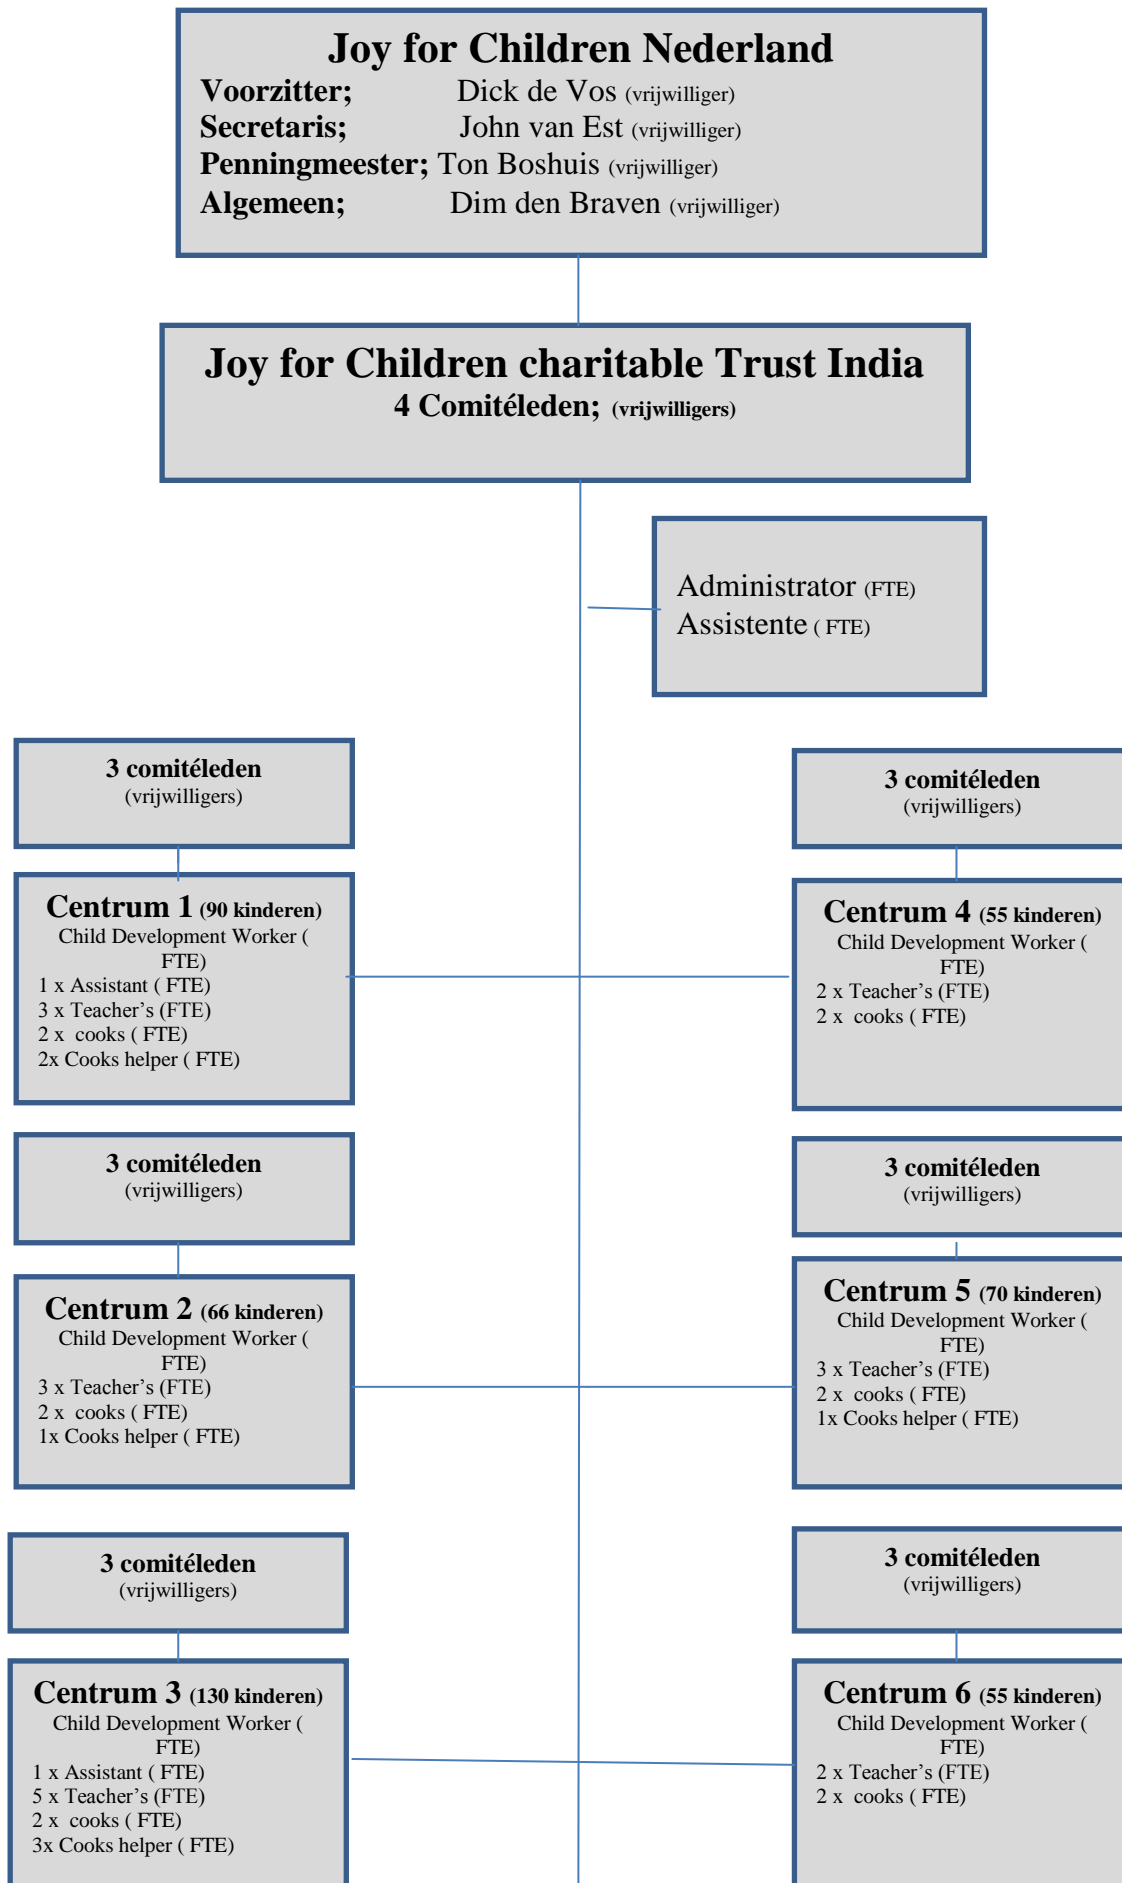 Joy for Children Nederland
Voorzitter; Dick de Vos (vrijwilliger)
Secretaris; John van Est (vrijwilliger)
Penningmeester; Ton Boshuis (vrijwilliger)
Algemeen; Dim den Braven (vrijwilliger)
Joy for Children charitable Trust India
4 Comitéleden; (vrijwilligers)
Administrator (FTE)
Assistente ( FTE)
3 comitéleden
(vrijwilligers)
Centrum 1 (90 kinderen)
Child Development Worker (
FTE)
1 x Assistant ( FTE)
3 x Teacher’s (FTE)
2 x cooks ( FTE)
2x Cooks helper ( FTE)
3 comitéleden
(vrijwilligers)
Centrum 4 (55 kinderen)
Child Development Worker (
FTE)
2 x Teacher’s (FTE)
2 x cooks ( FTE)
3 comitéleden
(vrijwilligers)
Centrum 2 (66 kinderen)
Child Development Worker (
FTE)
3 x Teacher’s (FTE)
2 x cooks ( FTE)
1x Cooks helper ( FTE)
3 comitéleden
(vrijwilligers)
Centrum 5 (70 kinderen)
Child Development Worker (
FTE)
3 x Teacher’s (FTE)
2 x cooks ( FTE)
1x Cooks helper ( FTE)
3 comitéleden
(vrijwilligers)
Centrum 3 (130 kinderen)
Child Development Worker (
FTE)
1 x Assistant ( FTE)
5 x Teacher’s (FTE)
2 x cooks ( FTE)
3x Cooks helper ( FTE)
3 comitéleden
(vrijwilligers)
Centrum 6 (55 kinderen)
Child Development Worker (
FTE)
2 x Teacher’s (FTE)
2 x cooks ( FTE)